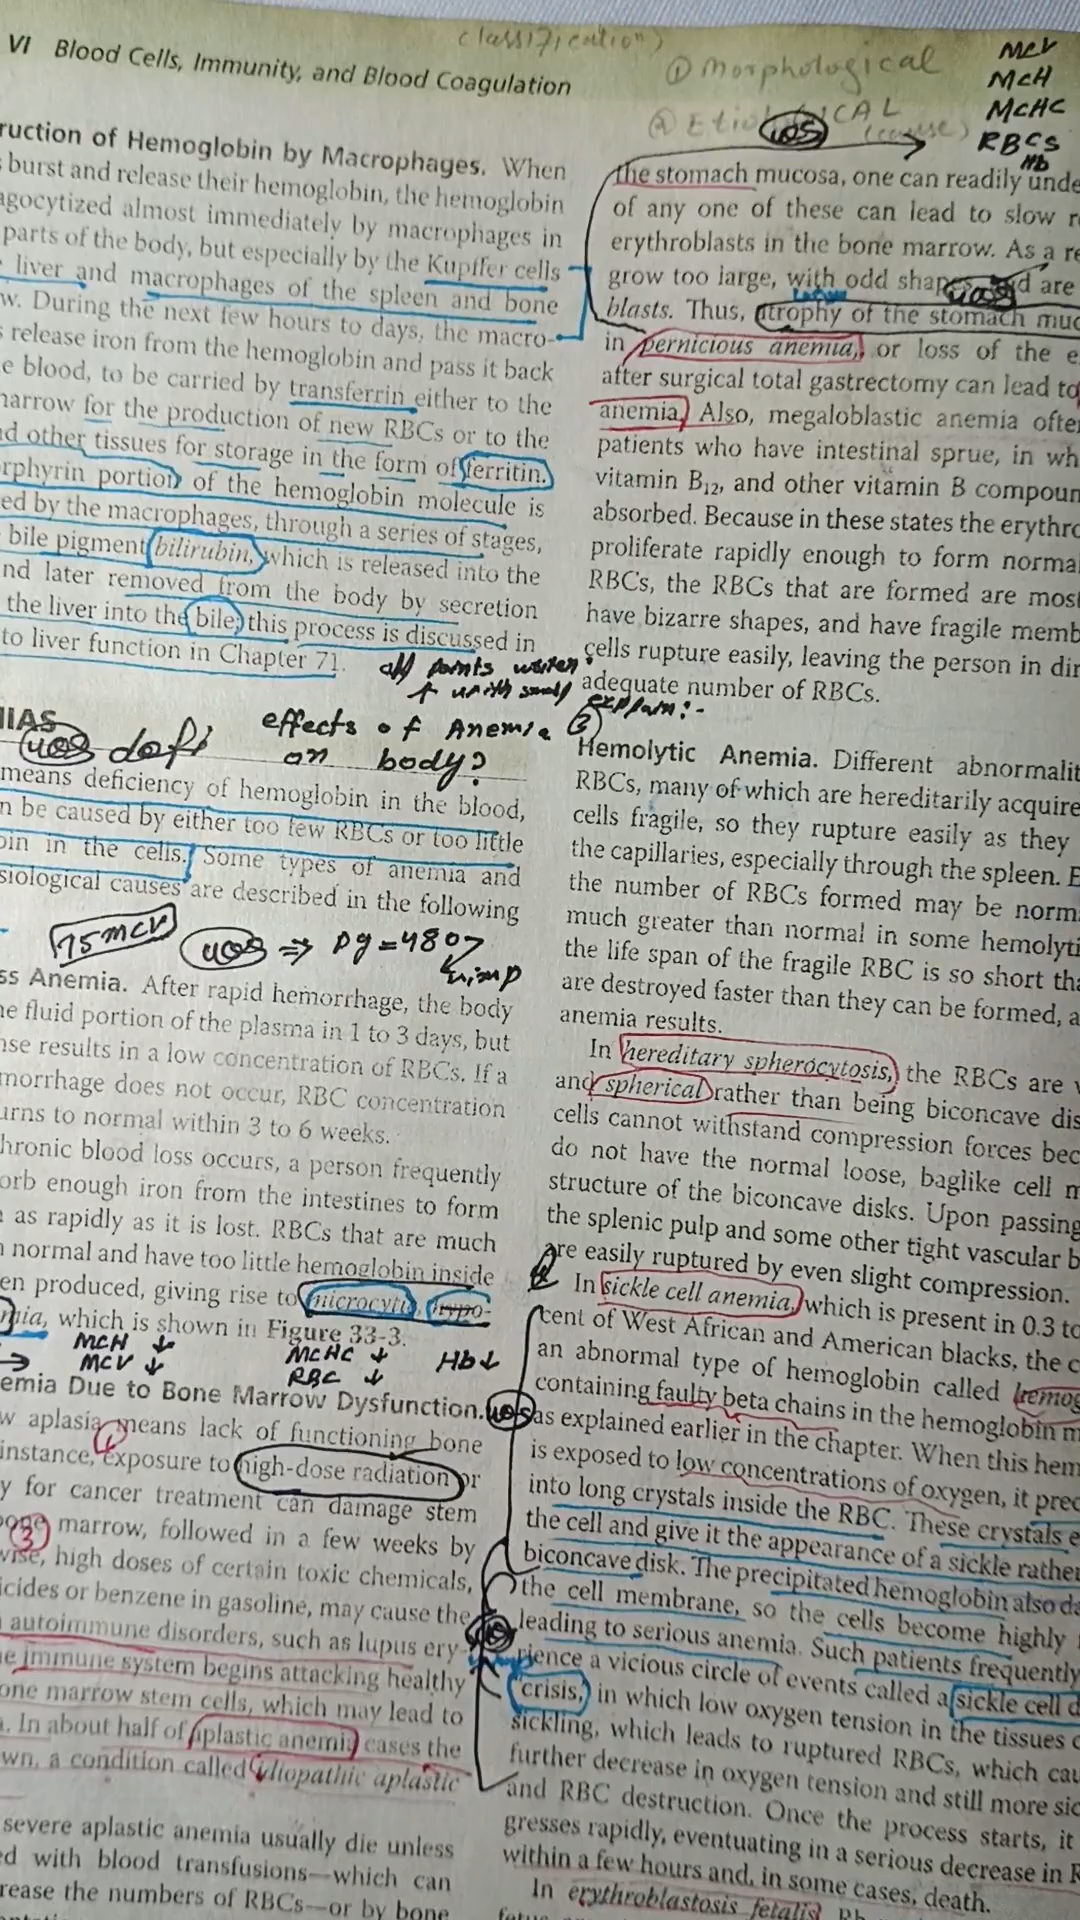 (classification)
① Morphological
MCV
MCH
MCHC
RBCS
Hb
VI Blood Cells, Immunity, and Blood Coagulation
UOS
ruction of Hemoglobin by Macrophages. When
burst and release their hemoglobin, the hemoglobin
agocytized almost immediately by macrophages in
parts of the body, but especially by the Kupffer cells
liver and macrophages of the spleen and bone
w. During the next few hours to days, the macro-
release iron from the hemoglobin and pass it back
e blood, to be carried by transferrin either to the
narrow for the production of new RBCs or to the
nd other tissues for storage in the form of ferritin.
orphyrin portion of the hemoglobin molecule is
ed by the macrophages, through a series of stages,
bile pigment bilirubin, which is released into the
nd later removed from the body by secretion
the liver into the bile; this process is discussed in
to liver function in Chapter 71.
all points written
with small
explain:-
effects of Anemia
on body?
MIAS
UOS defi
means deficiency of hemoglobin in the blood,
n be caused by either too few RBCs or too little
bin in the cells. Some types of anemia and
siological causes are described in the following
75 MCV
UOS ⇒ pg=480
imp
ss Anemia. After rapid hemorrhage, the body
he fluid portion of the plasma in 1 to 3 days, but
nse results in a low concentration of RBCs. If a
morrhage does not occur, RBC concentration
urns to normal within 3 to 6 weeks.
hronic blood loss occurs, a person frequently
orb enough iron from the intestines to form
as rapidly as it is lost. RBCs that are much
n normal and have too little hemoglobin inside
en produced, giving rise to microcytic, hypo-
mia, which is shown in Figure 33-3.
MCH ↓ MCHC ↓ Hb↓
→ MCV ↓ RBC ↓
emia Due to Bone Marrow Dysfunction.
w aplasia means lack of functioning bone
instance, exposure to high-dose radiation or
y for cancer treatment can damage stem
bone marrow, followed in a few weeks by
wise, high doses of certain toxic chemicals,
icides or benzene in gasoline, may cause the
autoimmune disorders, such as lupus ery-
he immune system begins attacking healthy
one marrow stem cells, which may lead to
. In about half of aplastic anemia cases the
wn, a condition called idiopathic aplastic
severe aplastic anemia usually die unless
ed with blood transfusions—which can
rease the numbers of RBCs—or by bone
the stomach mucosa, one can readily unde
of any one of these can lead to slow r
erythroblasts in the bone marrow. As a re
grow too large, with odd shapes, and are
blasts. Thus, atrophy of the stomach muc
in pernicious anemia, or loss of the e
after surgical total gastrectomy can lead to
anemia. Also, megaloblastic anemia ofte
patients who have intestinal sprue, in wh
vitamin B12, and other vitamin B compoun
absorbed. Because in these states the erythro
proliferate rapidly enough to form norma
RBCs, the RBCs that are formed are most
have bizarre shapes, and have fragile memb
cells rupture easily, leaving the person in dir
adequate number of RBCs.
Hemolytic Anemia. Different abnormalit
RBCs, many of which are hereditarily acquire
cells fragile, so they rupture easily as they
the capillaries, especially through the spleen. E
the number of RBCs formed may be norma
much greater than normal in some hemolyti
the life span of the fragile RBC is so short tha
are destroyed faster than they can be formed, a
anemia results.
In hereditary spherocytosis, the RBCs are v
and spherical rather than being biconcave dis
cells cannot withstand compression forces bec
do not have the normal loose, baglike cell m
structure of the biconcave disks. Upon passing
the splenic pulp and some other tight vascular b
are easily ruptured by even slight compression.
In sickle cell anemia, which is present in 0.3 to
cent of West African and American blacks, the c
an abnormal type of hemoglobin called hemog
containing faulty beta chains in the hemoglobin m
UOS
as explained earlier in the chapter. When this hem
is exposed to low concentrations of oxygen, it prec
into long crystals inside the RBC. These crystals e
the cell and give it the appearance of a sickle rathe
biconcave disk. The precipitated hemoglobin also da
the cell membrane, so the cells become highly
leading to serious anemia. Such patients frequently
rience a vicious circle of events called a sickle cell d
"crisis," in which low oxygen tension in the tissues c
sickling, which leads to ruptured RBCs, which cau
further decrease in oxygen tension and still more sic
and RBC destruction. Once the process starts, it
gresses rapidly, eventuating in a serious decrease in R
within a few hours and, in some cases, death.
In erythroblastosis fetalis, Rh